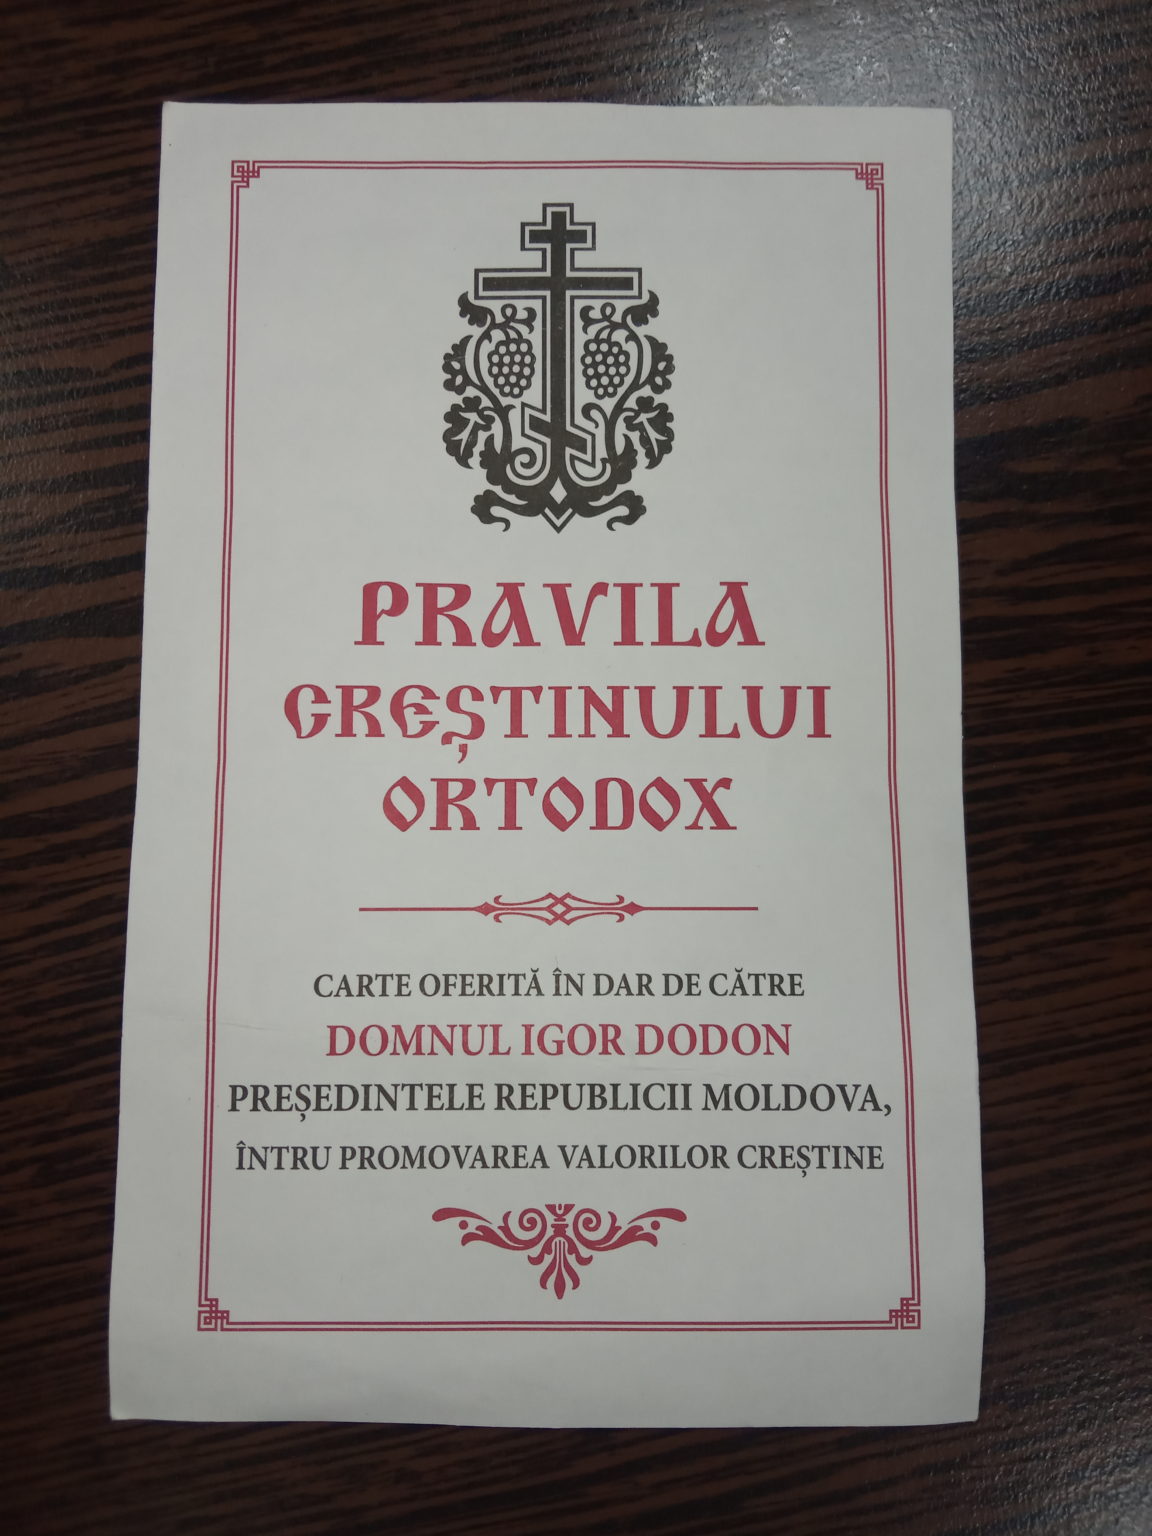 PRAVILA
CREȘTINULUI
ORTODOX
CARTE OFERITĂ ÎN DAR DE CĂTRE
DOMNUL IGOR DODON
PREȘEDINTELE REPUBLICII MOLDOVA,
ÎNTRU PROMOVAREA VALORILOR CREȘTINE